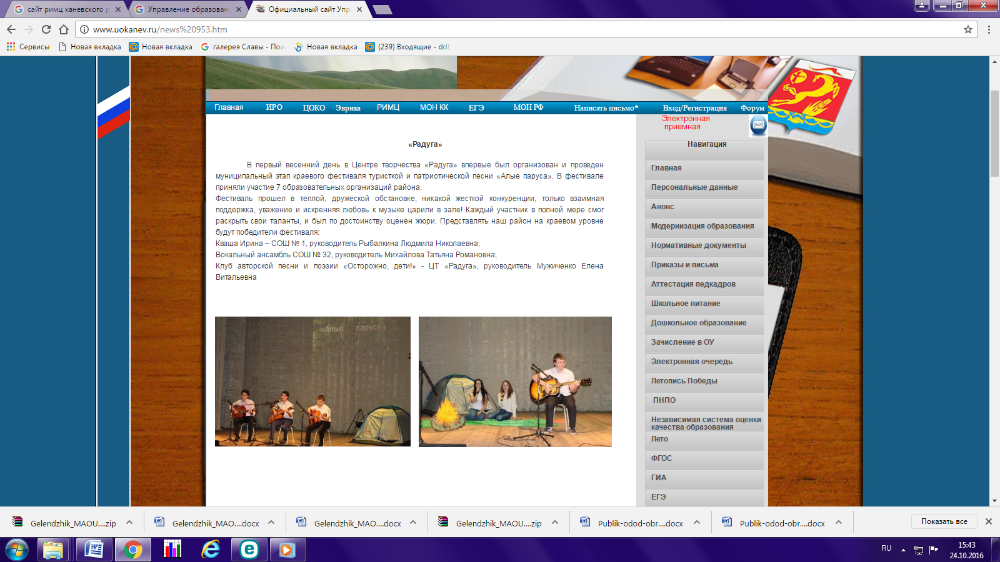 сайт римц каневского р
Управление образовани
Официальный сайт Упр
www.uokanev.ru/news%20953.htm
Сервисы
Новая вкладка
Новая вкладка
галерея Славы - Пои
Новая вкладка
(239) Входящие - ddt
Главная
ИРО
ЦОКО
Эврика
РИМЦ
МОН КК
ЕГЭ
МОН РФ
Написать письмо*
Вход/Регистрация
Форум
Электронная
приемная
«Радуга»
В первый весенний день в Центре творчества «Радуга» впервые был организован и проведен
муниципальный этап краевого фестиваля туристкой и патриотической песни «Алые паруса». В фестивале
приняли участие 7 образовательных организаций района.
Фестиваль прошел в теплой, дружеской обстановке, никакой жесткой конкуренции, только взаимная
поддержка, уважение и искренняя любовь к музыке царили в зале! Каждый участник в полной мере смог
раскрыть свои таланты, и был по достоинству оценен жюри. Представлять наш район на краевом уровне
будут победители фестиваля:
Кваша Ирина – СОШ № 1, руководитель Рыбалкина Людмила Николаевна;
Вокальный ансамбль СОШ № 32, руководитель Михайлова Татьяна Романовна;
Клуб авторской песни и поэзии «Осторожно, дети!» - ЦТ «Радуга», руководитель Мужиченко Елена
Витальевна
«Алые паруса»
Навигация
Главная
Персональные данные
Анонс
Модернизация образования
Нормативные документы
Приказы и письма
Аттестация педкадров
Школьное питание
Дошкольное образование
Зачисление в ОУ
Электронная очередь
Летопись Победы
ПНПО
Независимая система оценки
качества образования
Лето
ФГОС
ГИА
ЕГЭ
Gelendzhik_MAOU....zip
Gelendzhik_MAO....docx
Gelendzhik_MAO....docx
Gelendzhik_MAOU....zip
Publik-odod-obr....docx
Publik-odod-obr....docx
Показать все
RU
15:43
24.10.2016